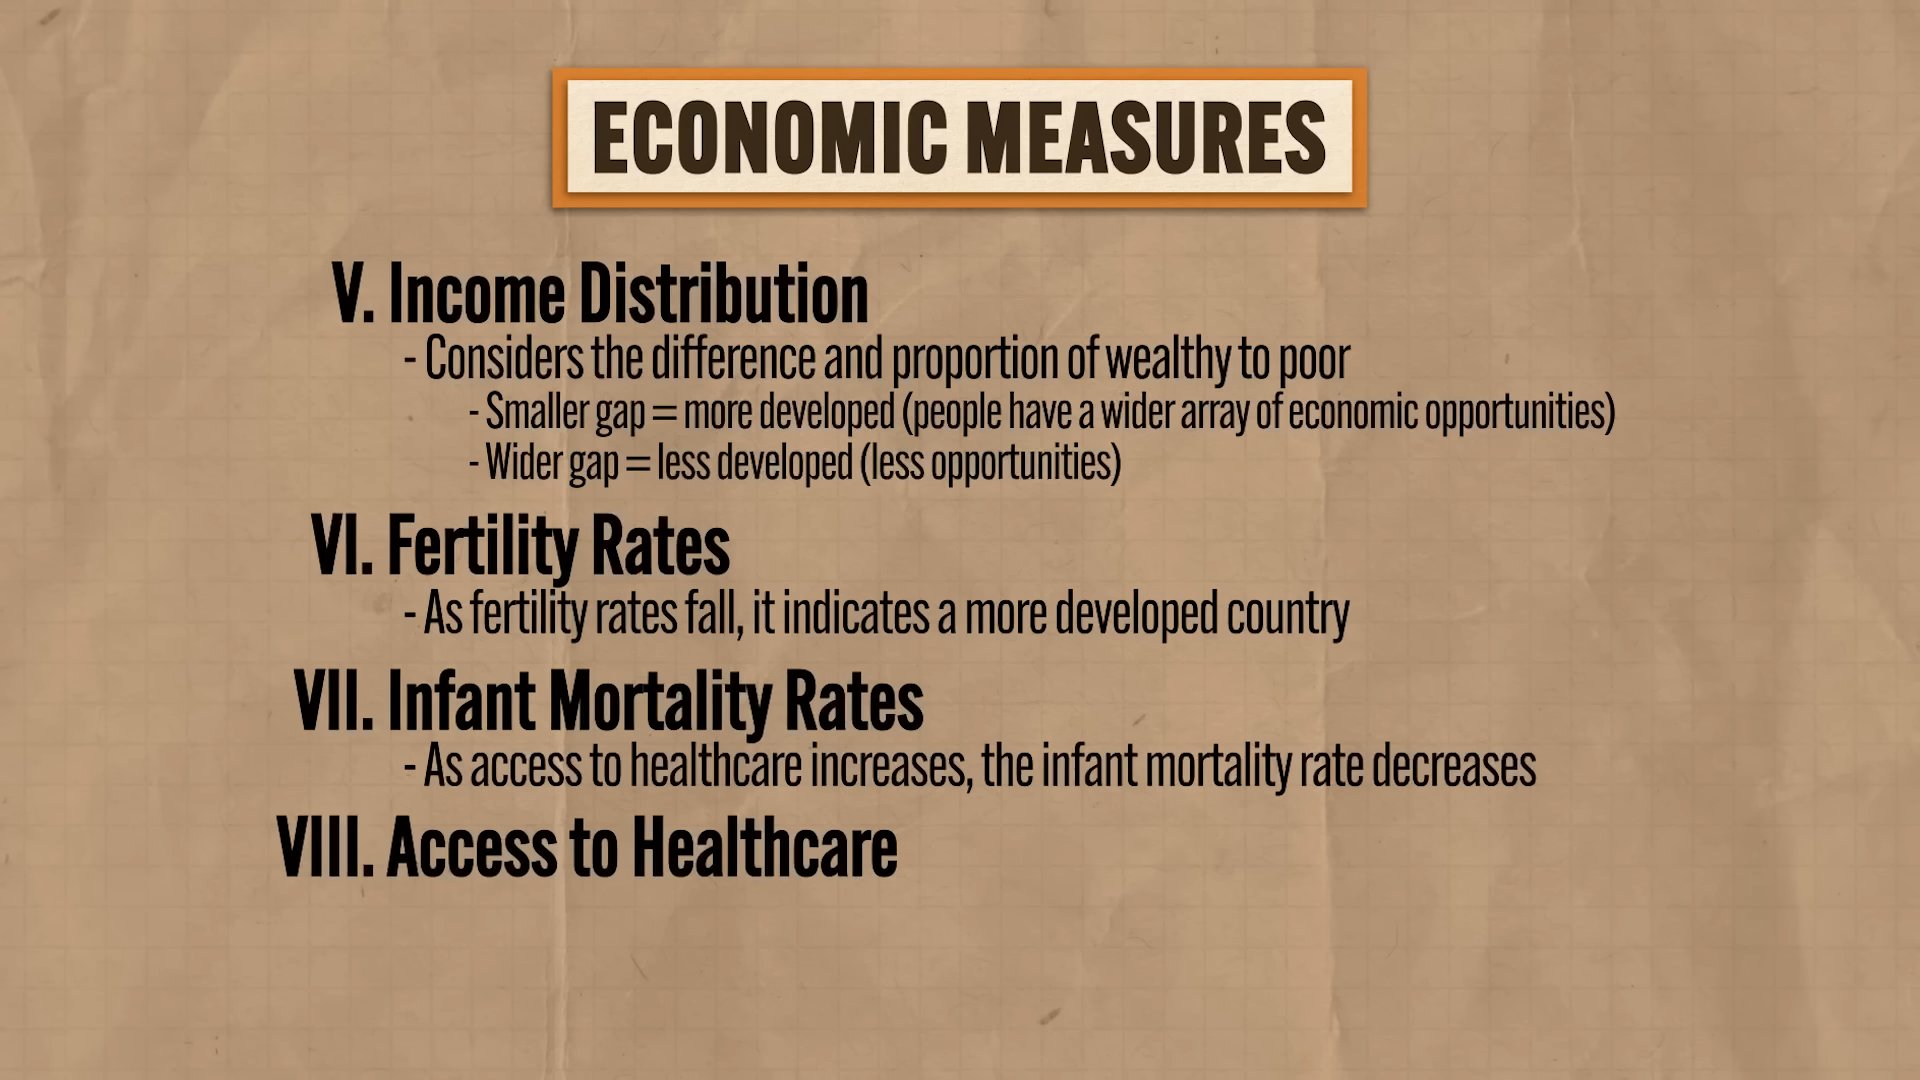 ECONOMIC MEASURES
V. Income Distribution
- Considers the difference and proportion of wealthy to poor
- Smaller gap = more developed (people have a wider array of economic opportunities)
- Wider gap = less developed (less opportunities)
VI. Fertility Rates
- As fertility rates fall, it indicates a more developed country
VII. Infant Mortality Rates
- As access to healthcare increases, the infant mortality rate decreases
VIII. Access to Healthcare